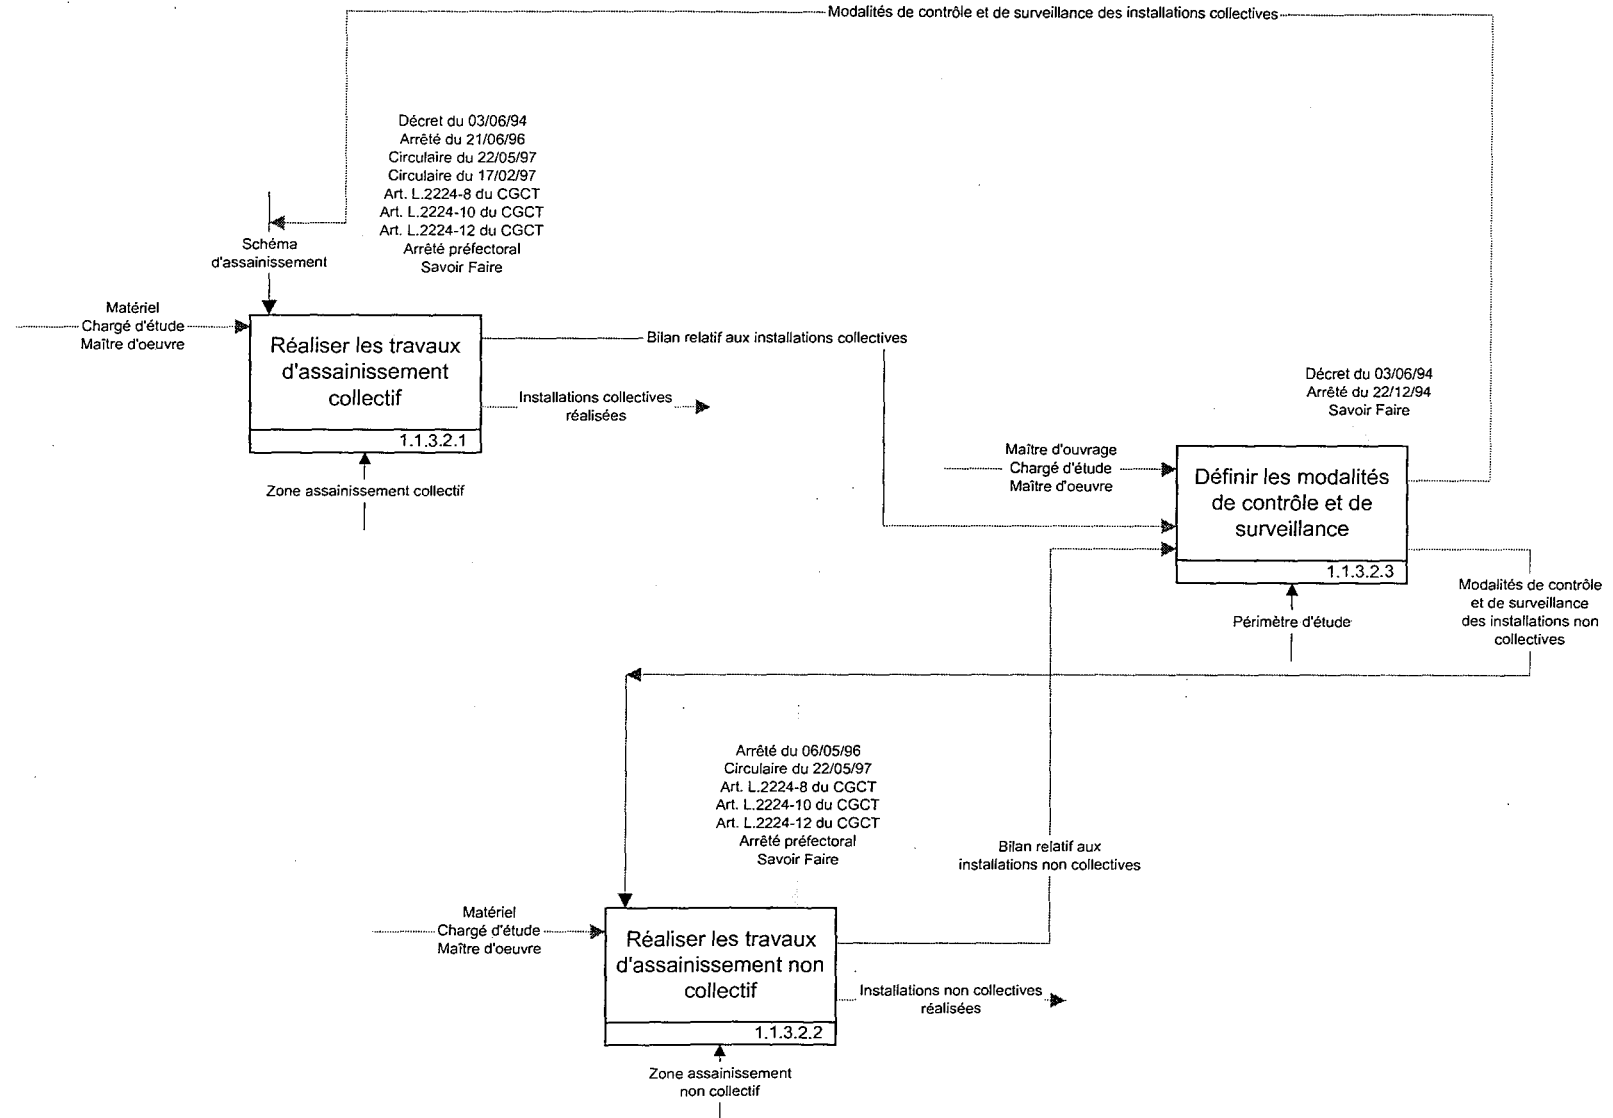 Modalités de contrôle et de surveillance des installations collectives
Décret du 03/06/94
Arrêté du 21/06/96
Circulaire du 22/05/97
Circulaire du 17/02/97
Art. L.2224-8 du CGCT
Art. L.2224-10 du CGCT
Art. L.2224-12 du CGCT
Arrêté préfectoral
Savoir Faire
Schéma
d'assainissement
Matériel
Chargé d'étude
Maître d'oeuvre
Réaliser les travaux
d'assainissement
collectif
1.1.3.2.1
Bilan relatif aux installations collectives
Installations collectives
réalisées
Zone assainissement collectif
Décret du 03/06/94
Arrêté du 22/12/94
Savoir Faire
Maître d'ouvrage
Chargé d'étude
Maître d'oeuvre
Définir les modalités
de contrôle et de
surveillance
1.1.3.2.3
Périmètre d'étude
Modalités de contrôle
et de surveillance
des installations non
collectives
Arrêté du 06/05/96
Circulaire du 22/05/97
Art. L.2224-8 du CGCT
Art. L.2224-10 du CGCT
Art. L.2224-12 du CGCT
Arrêté préfectoral
Savoir Faire
Bilan relatif aux
installations non collectives
Matériel
Chargé d'étude
Maître d'oeuvre
Réaliser les travaux
d'assainissement non
collectif
1.1.3.2.2
Installations non collectives
réalisées
Zone assainissement
non collectif